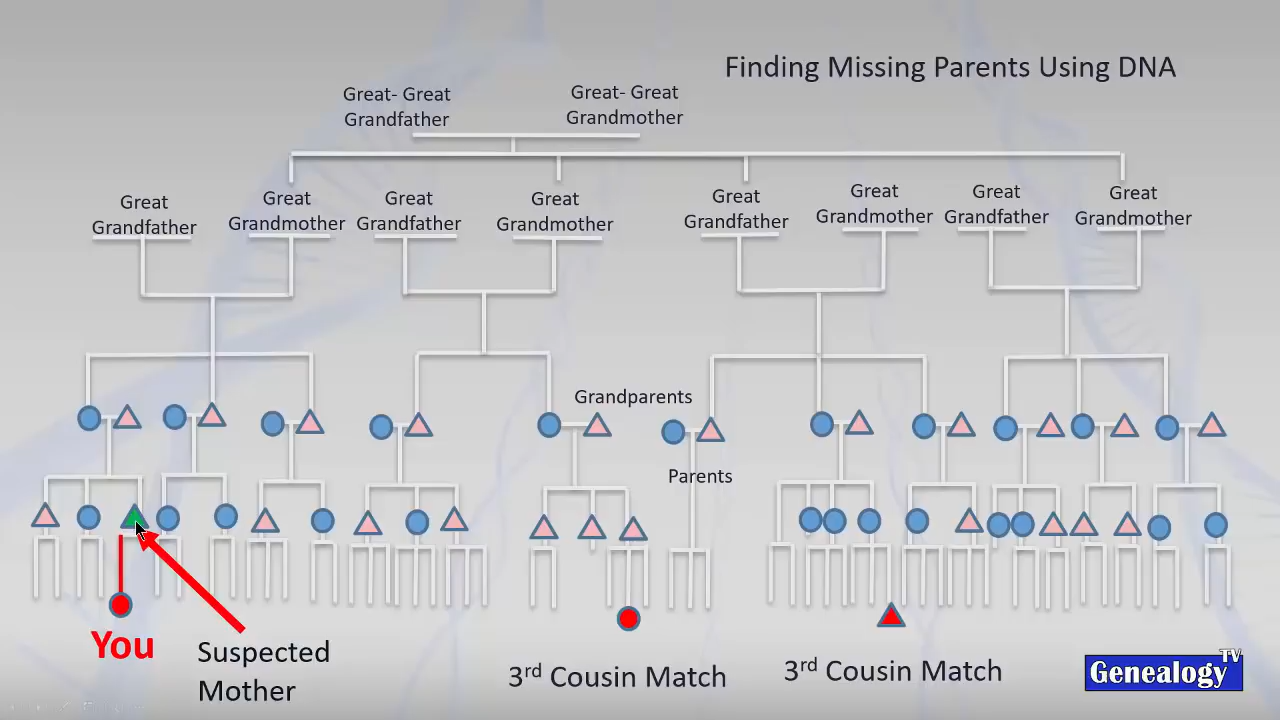 Finding Missing Parents Using DNA
Great- Great
Grandfather
Great- Great
Grandmother
Great
Grandfather
Great
Grandmother
Great
Grandfather
Great
Grandmother
Great
Grandfather
Great
Grandmother
Great
Grandfather
Great
Grandmother
Grandparents
Parents
You
Suspected
Mother
3rd Cousin Match
3rd Cousin Match
Genealogy TV